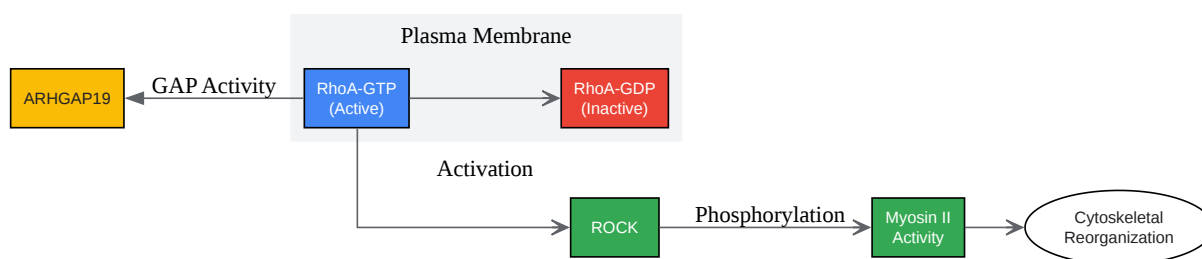 Plasma Membrane
ARHGAP19
GAP Activity
RhoA-GTP
(Active)
RhoA-GDP
(Inactive)
Activation
ROCK
Phosphorylation
Myosin II
Activity
Cytoskeletal
Reorganization